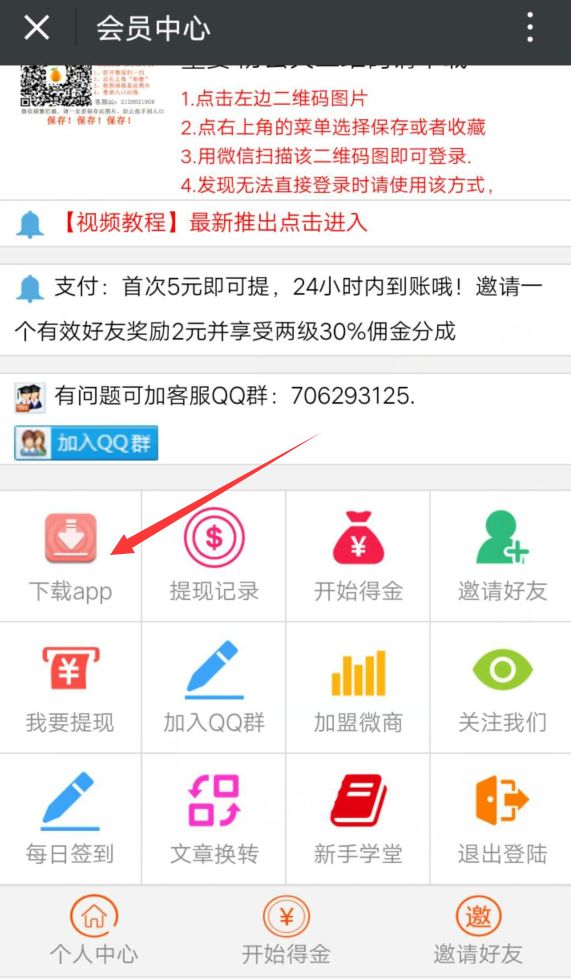 会员中心
1.点击左边二维码图片
2.点右上角的菜单选择保存或者收藏
3.用微信扫描该二维码图即可登录.
4.发现无法直接登录时请使用该方式，
保存！保存！保存！
【视频教程】最新推出点击进入
支付：首次5元即可提，24小时内到账哦！邀请一
个有效好友奖励2元并享受两级30%佣金分成
有问题可加客服QQ群：706293125.
加入QQ群
下载app
提现记录
开始得金
邀请好友
我要提现
加入QQ群
加盟微商
关注我们
每日签到
文章换转
新手学堂
退出登陆
邀
个人中心
开始得金
邀请好友